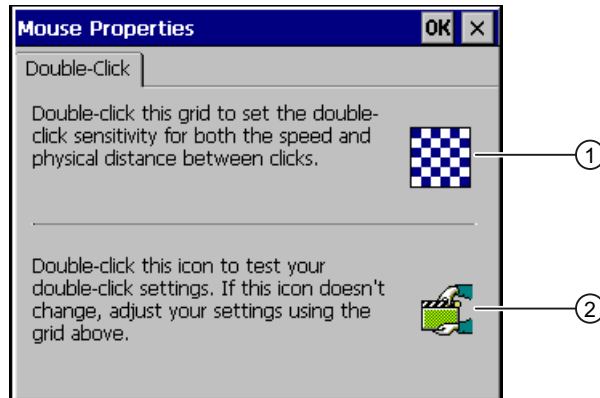 Mouse Properties OK ×
Double-Click
Double-click this grid to set the double-
click sensitivity for both the speed and
physical distance between clicks.
1
Double-click this icon to test your
double-click settings. If this icon doesn't
change, adjust your settings using the
grid above.
2